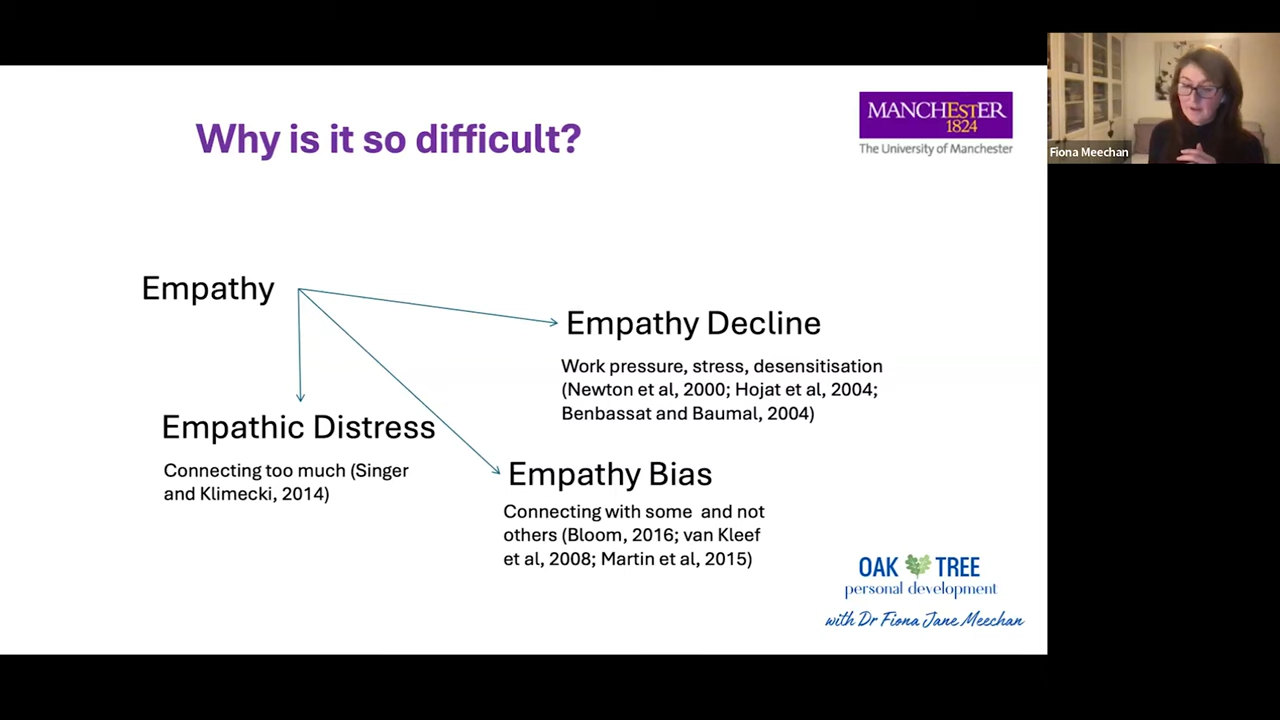 Why is it so difficult?
MANCHESTER
1824
The University of Manchester
Fiona Meechan
Empathy
Empathy Decline
Work pressure, stress, desensitisation
(Newton et al, 2000; Hojat et al, 2004;
Benbassat and Baumal, 2004)
Empathic Distress
Connecting too much (Singer
and Klimecki, 2014)
Empathy Bias
Connecting with some  and not
others (Bloom, 2016; van Kleef
et al, 2008; Martin et al, 2015)
OAK TREE
personal development
with Dr Fiona Jane Meechan